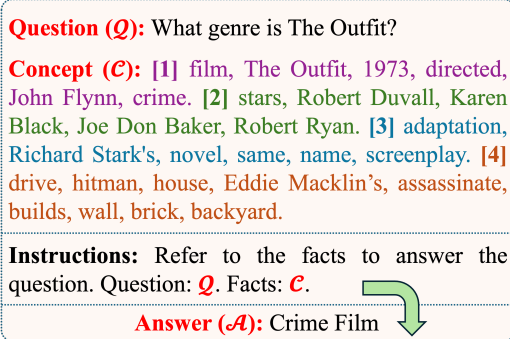 Question (Q): What genre is The Outfit?
Concept (C): [1] film, The Outfit, 1973, directed,
John Flynn, crime. [2] stars, Robert Duvall, Karen
Black, Joe Don Baker, Robert Ryan. [3] adaptation,
Richard Stark's, novel, same, name, screenplay. [4]
drive, hitman, house, Eddie Macklin’s, assassinate,
builds, wall, brick, backyard.
Instructions: Refer to the facts to answer the
question. Question: Q. Facts: C.
Answer (A): Crime Film